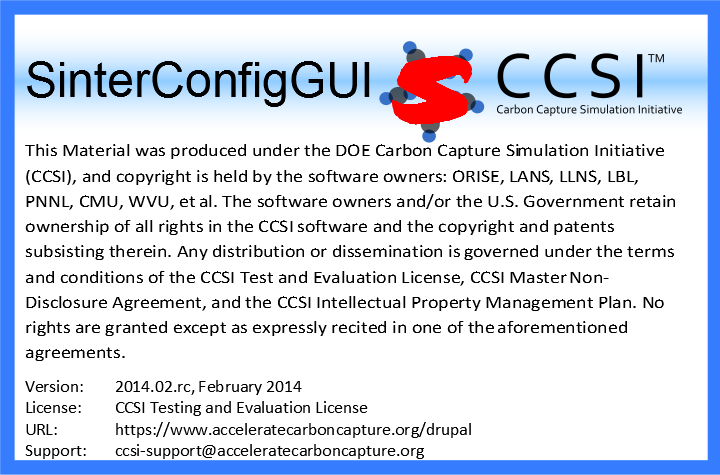 SinterConfigGUI
S
CCSI™
Carbon Capture Simulation Initiative
This Material was produced under the DOE Carbon Capture Simulation Initiative
(CCSI), and copyright is held by the software owners: ORISE, LANS, LLNS, LBL,
PNNL, CMU, WVU, et al. The software owners and/or the U.S. Government retain
ownership of all rights in the CCSI software and the copyright and patents
subsisting therein. Any distribution or dissemination is governed under the terms
and conditions of the CCSI Test and Evaluation License, CCSI Master Non-
Disclosure Agreement, and the CCSI Intellectual Property Management Plan. No
rights are granted except as expressly recited in one of the aforementioned
agreements.
Version: 2014.02.rc, February 2014
License: CCSI Testing and Evaluation License
URL: https://www.acceleratecarboncapture.org/drupal
Support: ccsi-support@acceleratecarboncapture.org